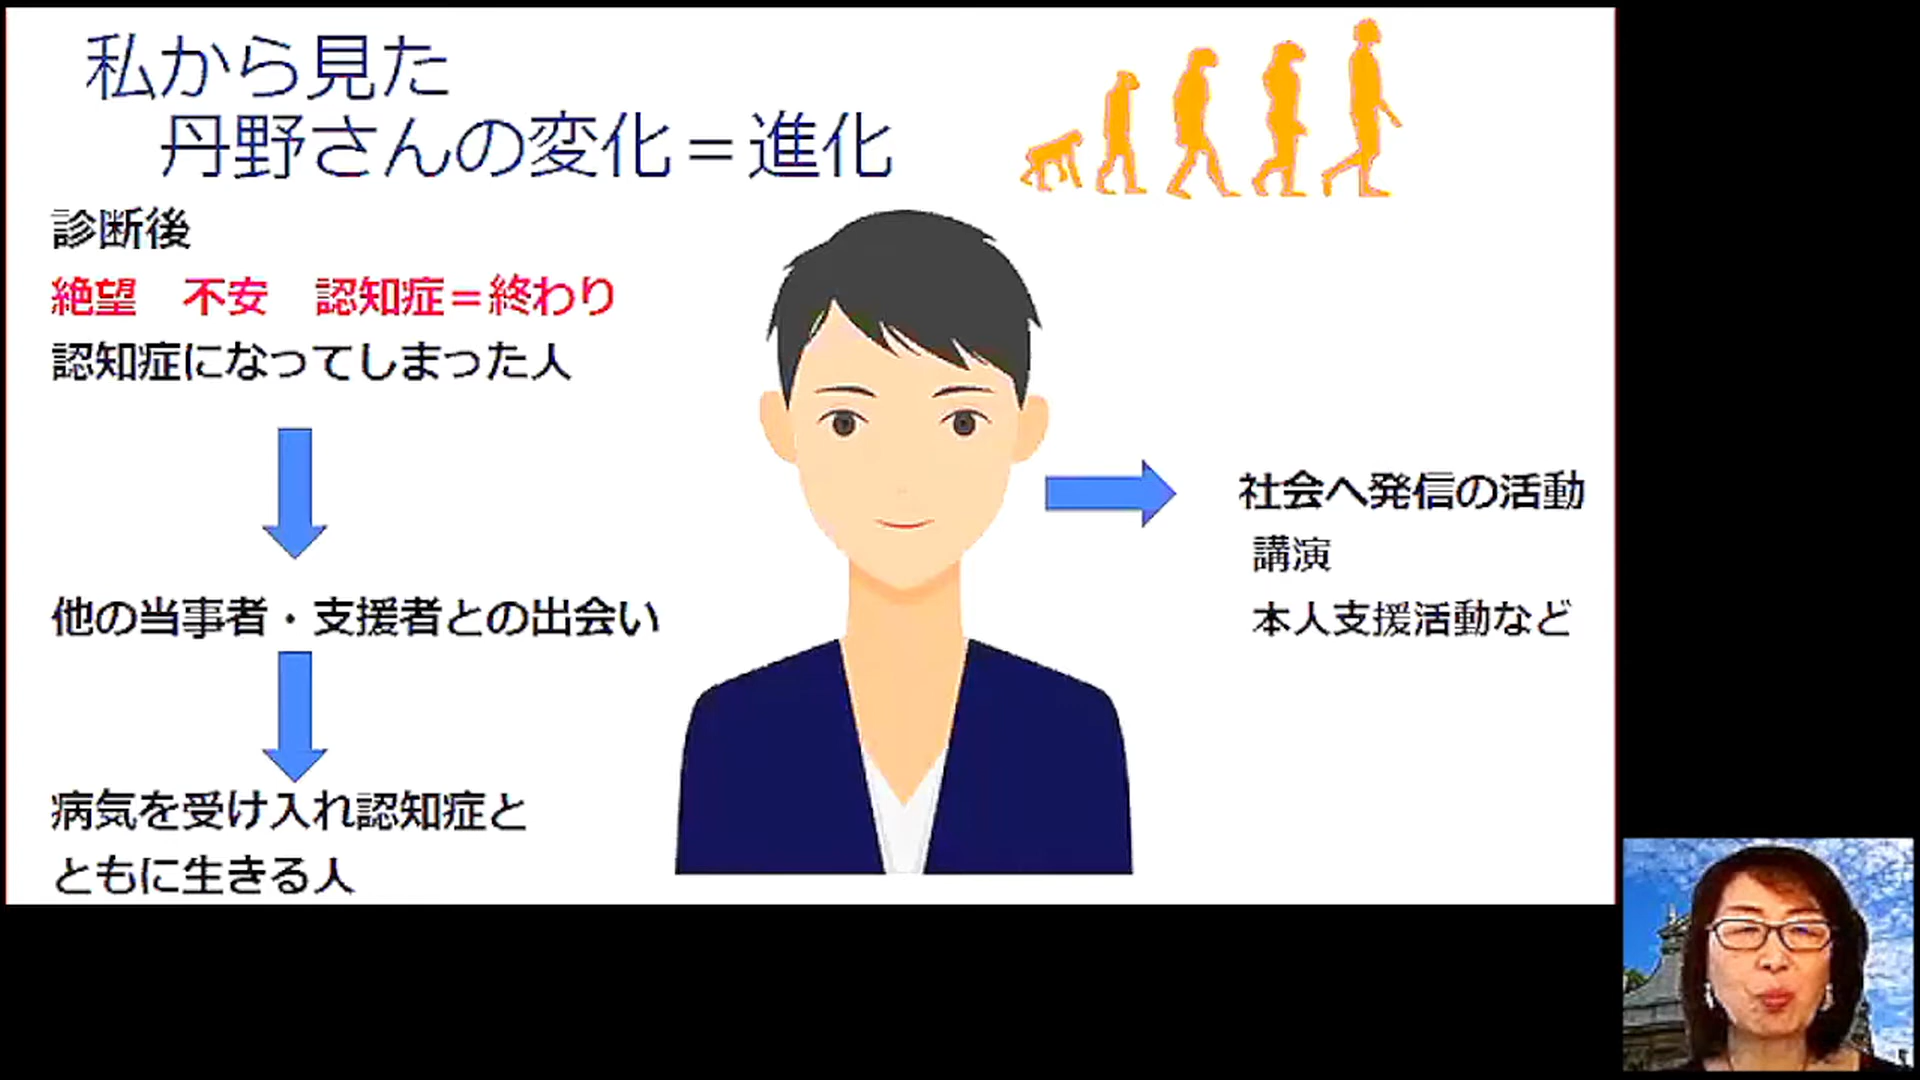 私から見た
丹野さんの変化＝進化
診断後
絶望　不安　認知症＝終わり
認知症になってしまった人
他の当事者・支援者との出会い
病気を受け入れ認知症と
ともに生きる人
社会へ発信の活動
講演
本人支援活動など